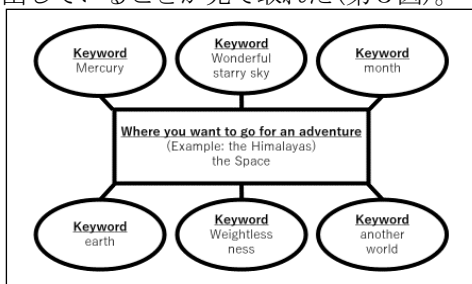 出していることが見て取れた(第3図)。
Keyword
Mercury
Keyword
Wonderful
starry sky
Keyword
month
Where you want to go for an adventure
(Example: the Himalayas)
the Space
Keyword
earth
Keyword
Weightless
ness
Keyword
another
world